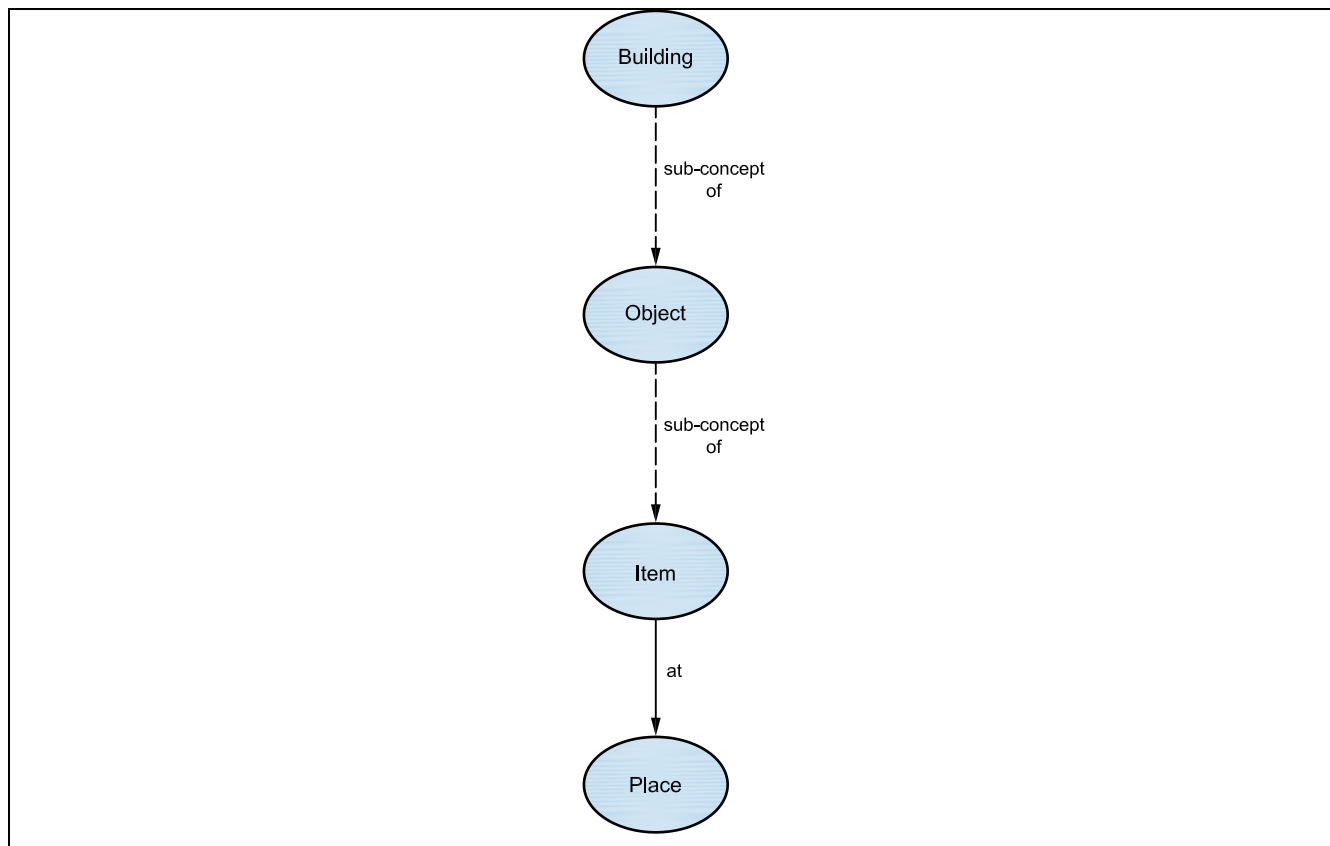 Building
sub-concept
of
Object
sub-concept
of
Item
at
Place